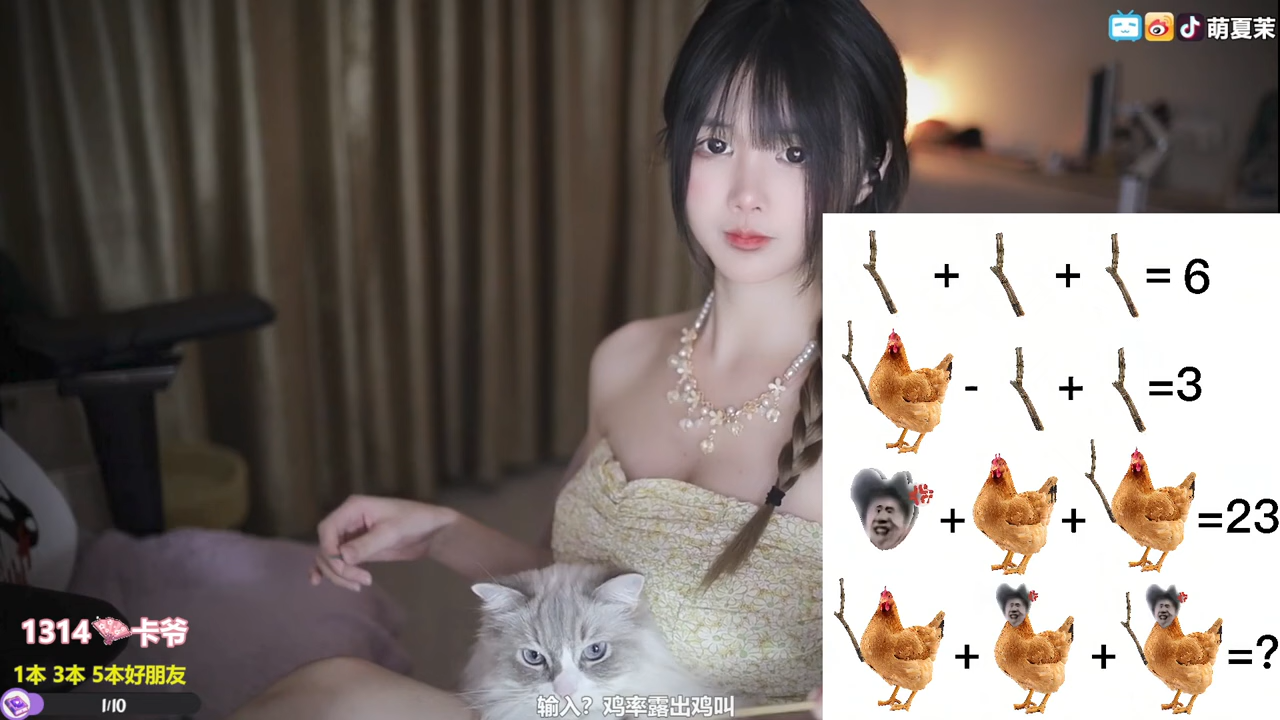 萌夏茉
+ + = 6
- + =3
+ + =23
+ + =?
1314 卡爷
1本 3本 5本好朋友
1/10
输入？鸡率露出鸡叫